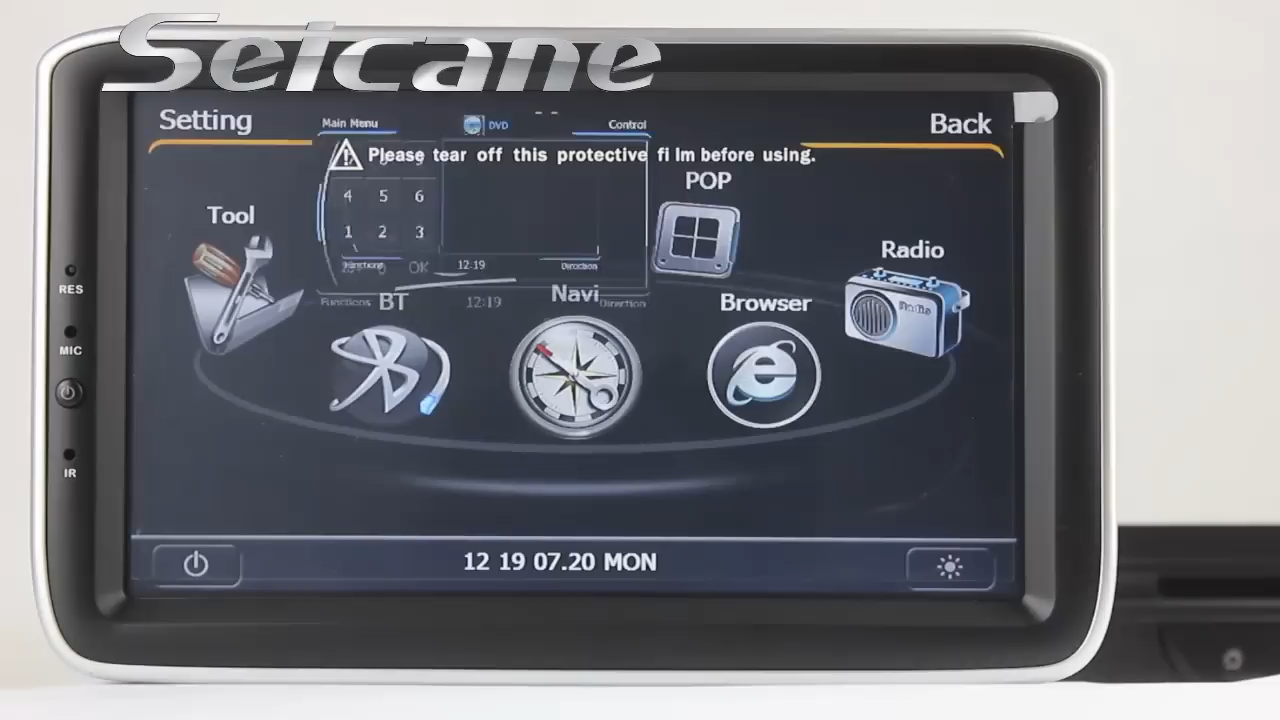 Seicane
Setting
Main Menu
DVD
Control
Back
Please tear off this protective film before using.
POP
Tool
4 5 6
1 2 3
OK
Radio
Radio
Functions
12:19
Direction
Functions
BT
12:19
Navi
Direction
Browser
RES
MIC
IR
12 19 07.20 MON